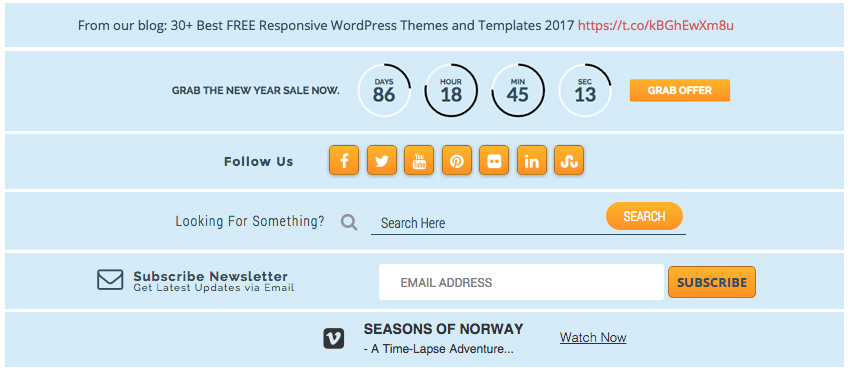 From our blog: 30+ Best FREE Responsive WordPress Themes and Templates 2017 https://t.co/kBGhEwXm8u
GRAB THE NEW YEAR SALE NOW. DAYS 86 HOUR 18 MIN 45 SEC 13 GRAB OFFER
Follow Us You Tube in
Looking For Something? Search Here SEARCH
Subscribe Newsletter
Get Latest Updates via Email
EMAIL ADDRESS SUBSCRIBE
SEASONS OF NORWAY
- A Time-Lapse Adventure...
Watch Now